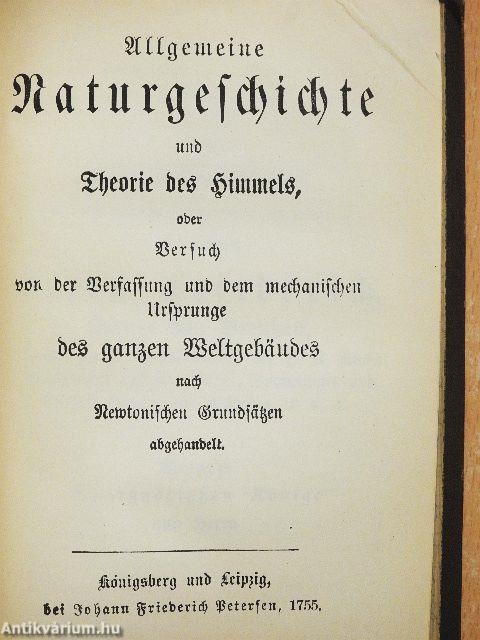 Allgemeine
Naturgeschichte
und
Theorie des Himmels,
oder
Versuch
von der Verfassung und dem mechanischen
Ursprunge
des ganzen Weltgebäudes
nach
Newtonischen Grundsätzen
abgehandelt.
Königsberg und Leipzig,
bei Johann Friederich Petersen, 1755.
Antikvárium.hu